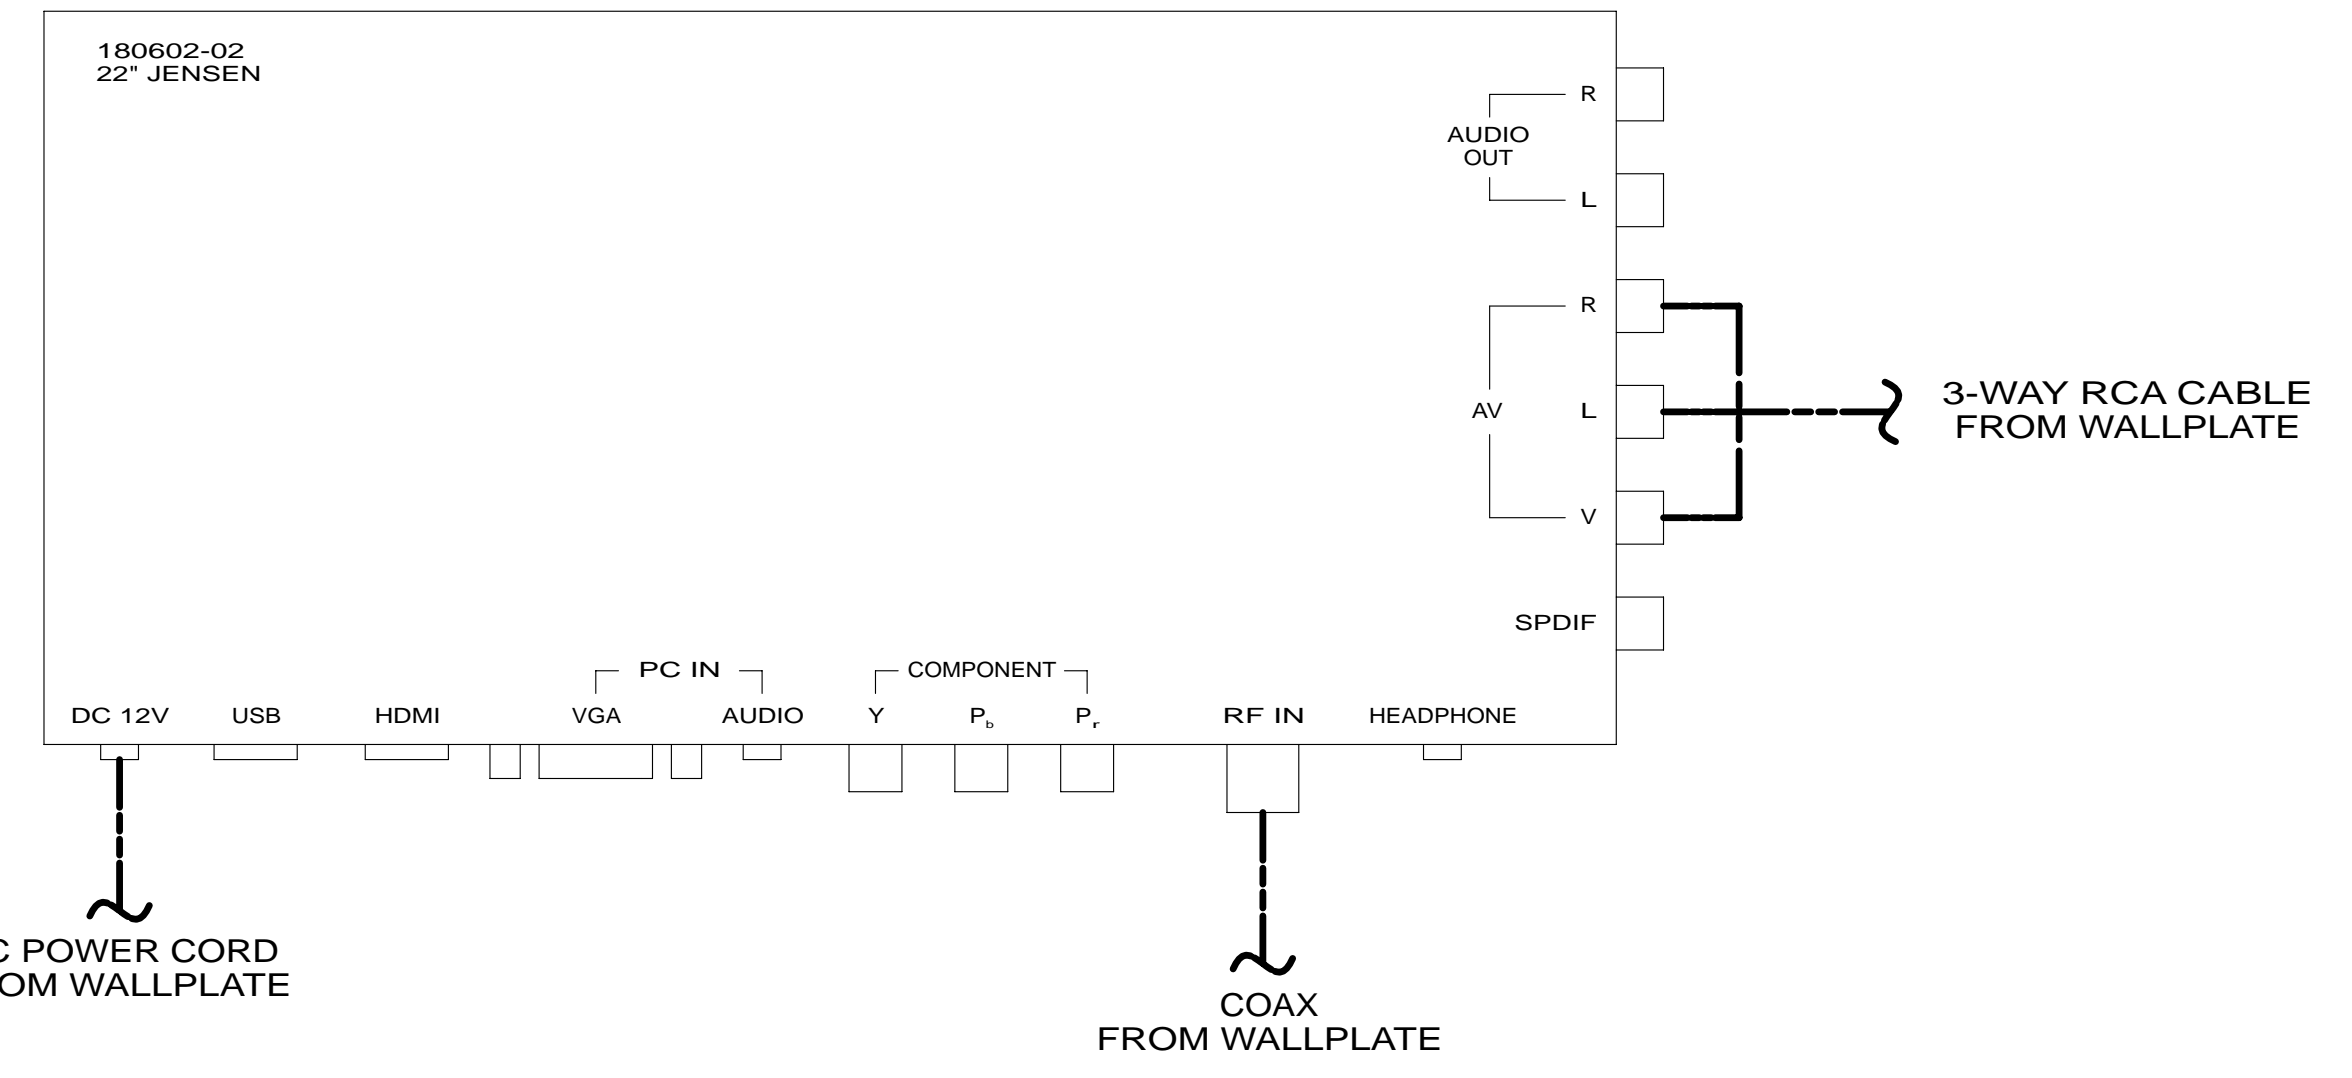 180602-02
22" JENSEN
R
AUDIO
OUT
L
R
AV
L
V
3-WAY RCA CABLE
FROM WALLPLATE
SPDIF
PC IN
COMPONENT
DC 12V
USB
HDMI
VGA
AUDIO
Y
Pb
Pr
RF IN
HEADPHONE
C POWER CORD
OM WALLPLATE
COAX
FROM WALLPLATE